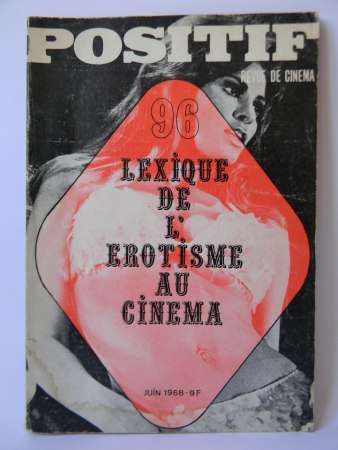 POSITIF
REVUE DE CINEMA
96
LEXIQUE
DE
L'
EROTISME
AU
CINEMA
JUIN 1968 - 9 F